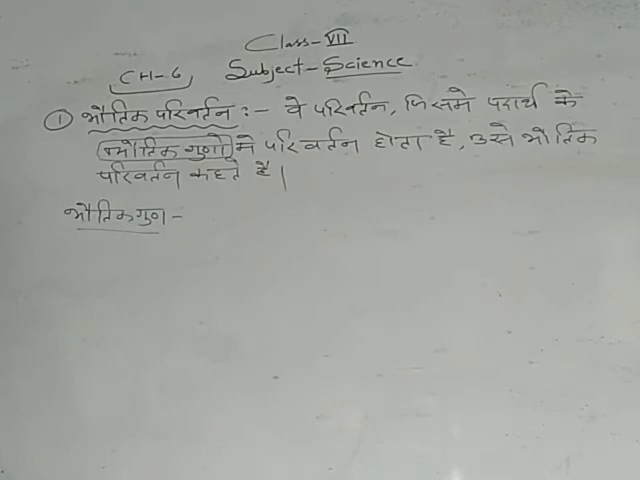 Class-VII
CH-6 Subject-Science
① भौतिक परिवर्तन :- वे परिवर्तन, जिसमे पदार्थ के
भौतिक गुणो मे परिवर्तन होता है, उसे भौतिक
परिवर्तन कहते है।
भौतिकगुण -